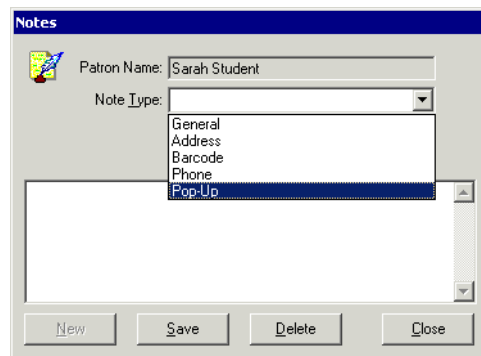 Notes
Patron Name: Sarah Student
Note Type:
General
Address
Barcode
Phone
Pop-Up
New Save Delete Close